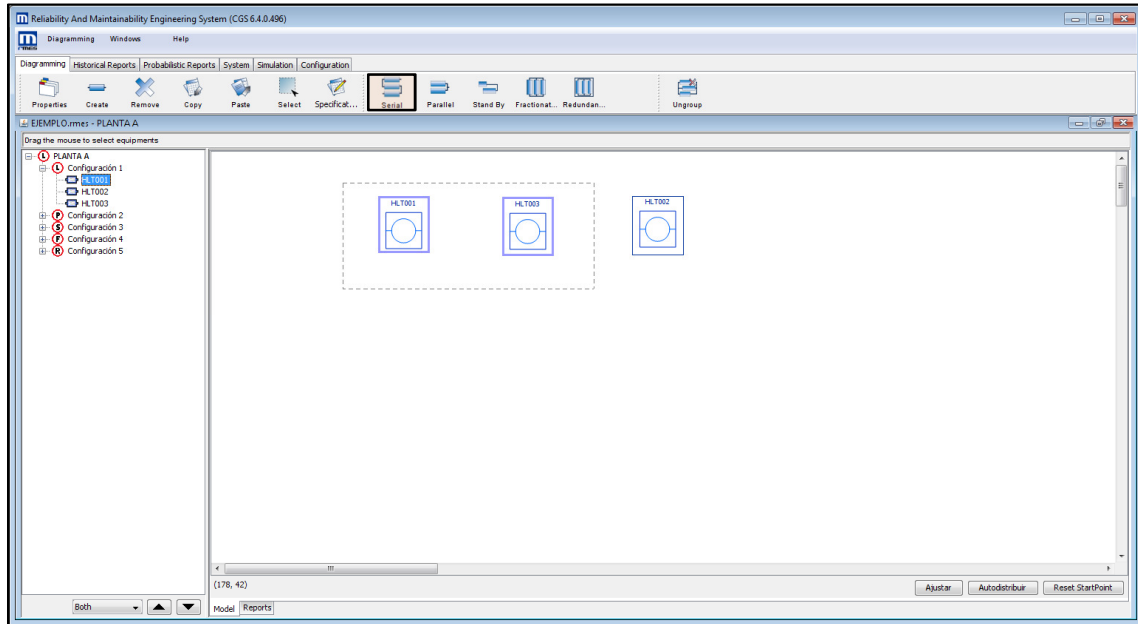 Reliability And Maintainability Engineering System (CGS 6.4.0.496)
Diagramming Windows Help
Diagramming Historical Reports Probabilistic Reports System Simulation Configuration
Properties Create Remove Copy Paste Select Specificat... Serial Parallel Stand By Fractionat... Redundan... Ungroup
EJEMPLO.rmes - PLANTA A
Drag the mouse to select equipments
L PLANTA A
L Configuración 1
HLT001
HLT002
HLT003
P Configuración 2
S Configuración 3
F Configuración 4
R Configuración 5
HLT001 HLT003 HLT002
(178, 42)
Ajustar Autodistribuir Reset StartPoint
Both
Model Reports